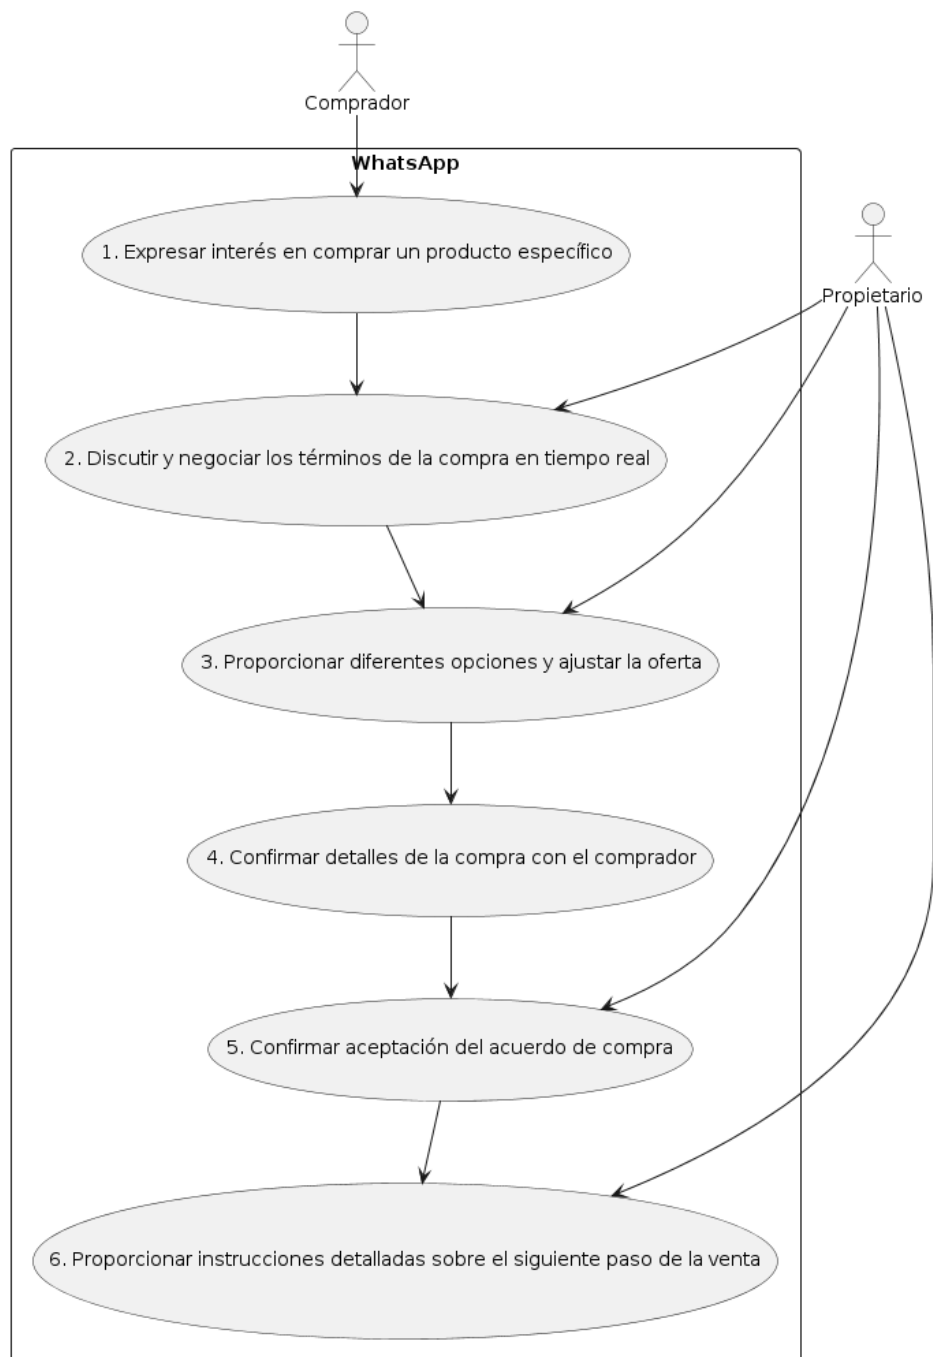 Comprador
WhatsApp
1. Expresar interés en comprar un producto específico
Propietario
2. Discutir y negociar los términos de la compra en tiempo real
3. Proporcionar diferentes opciones y ajustar la oferta
4. Confirmar detalles de la compra con el comprador
5. Confirmar aceptación del acuerdo de compra
6. Proporcionar instrucciones detalladas sobre el siguiente paso de la venta